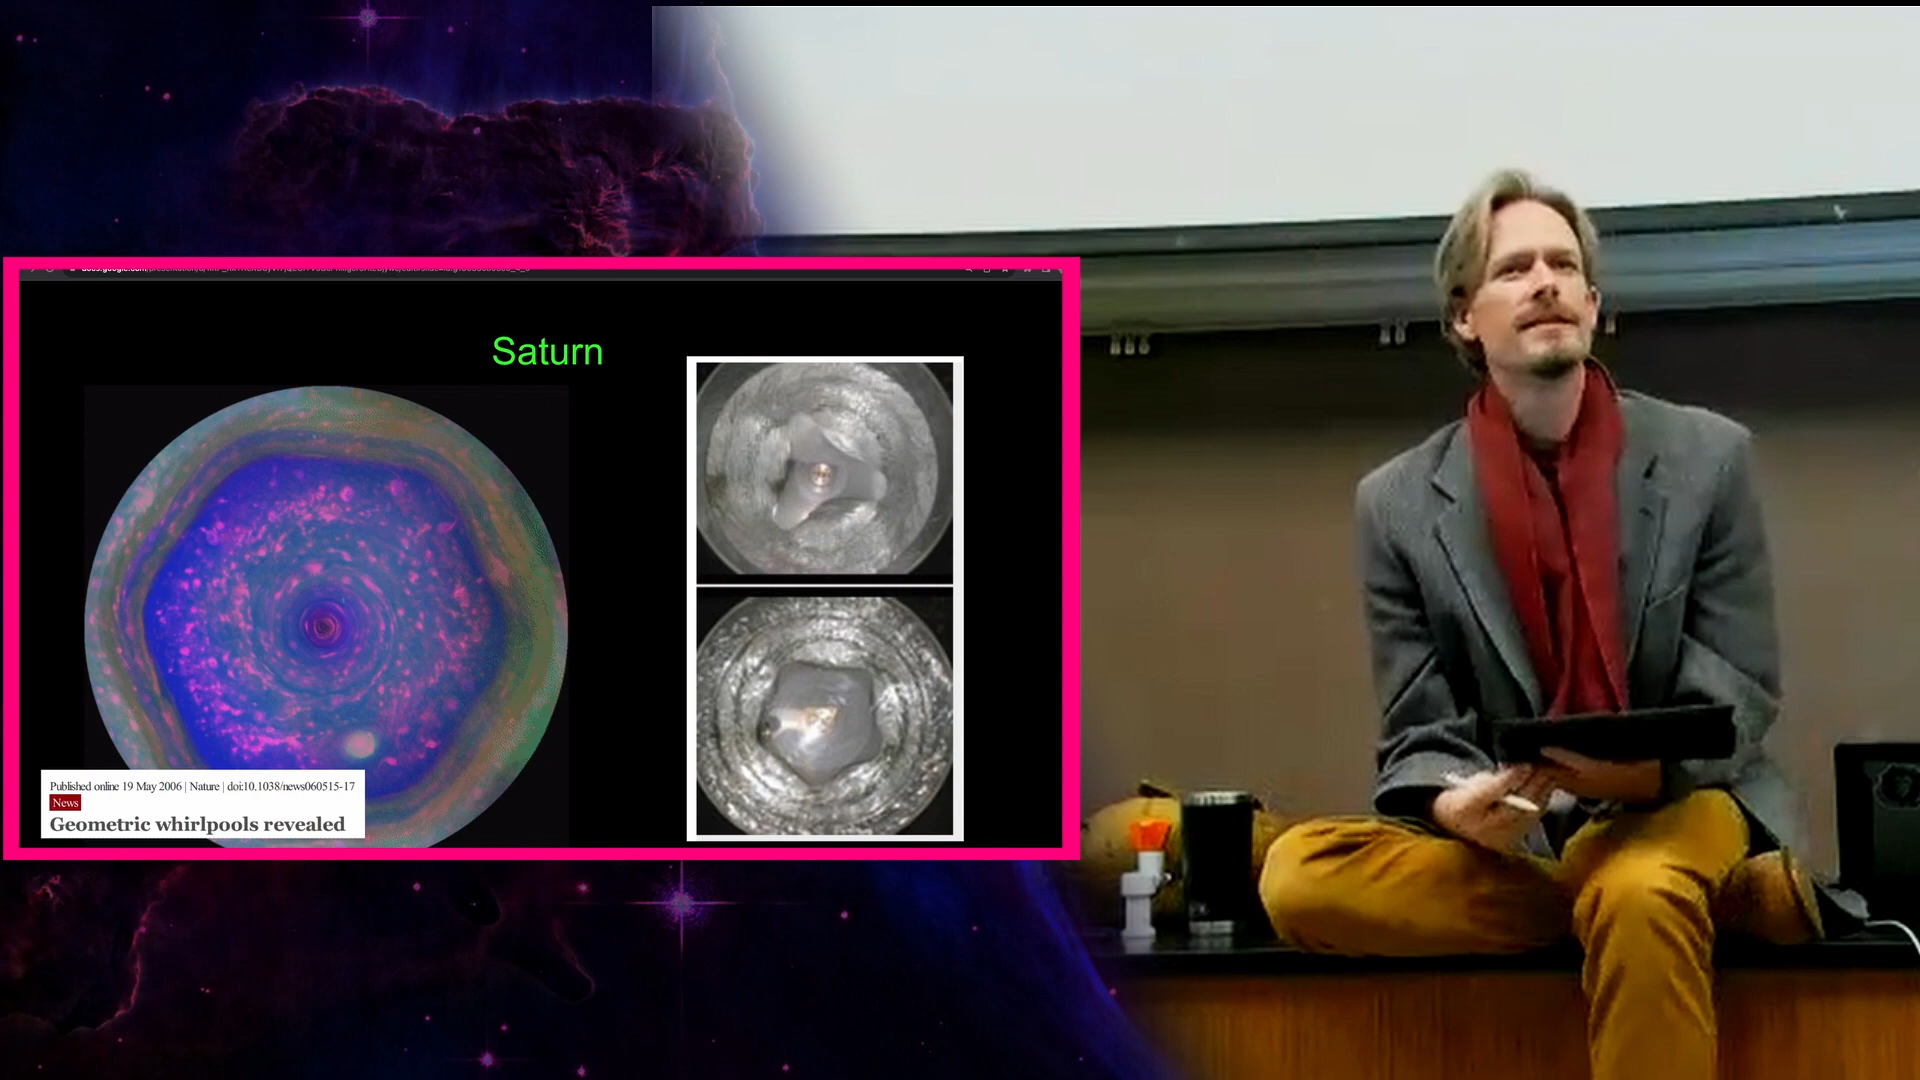 Saturn
Published online 19 May 2006 | Nature | doi:10.1038/news060515-17
News
Geometric whirlpools revealed